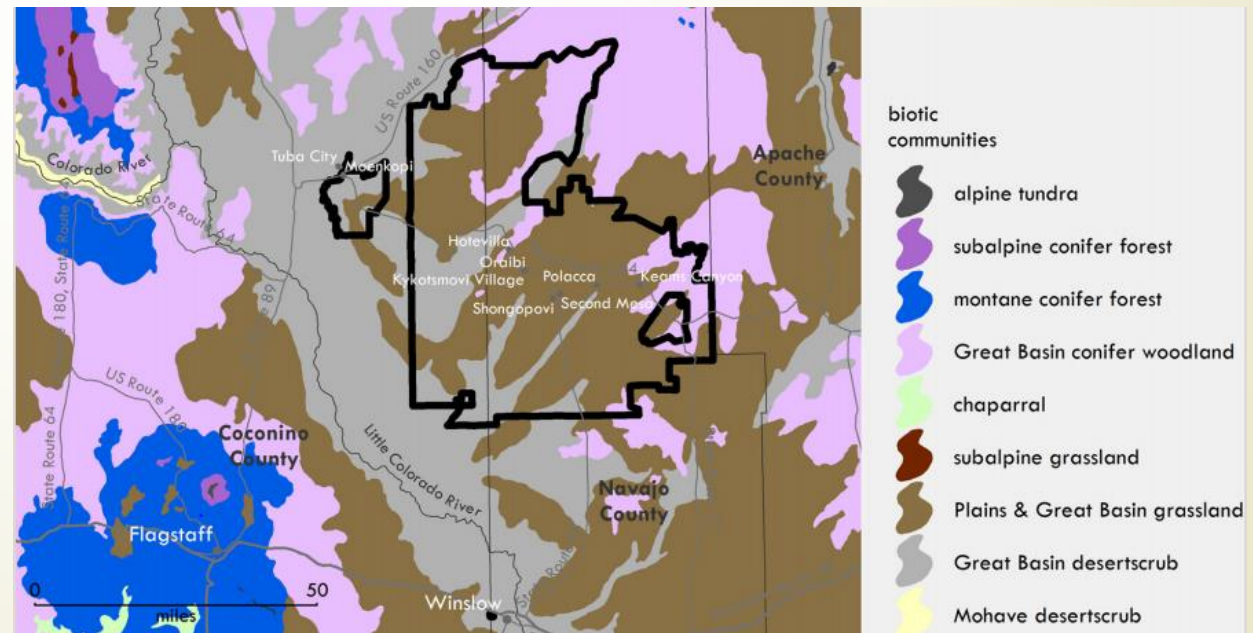 US Route 160
Tuba City
Moenkopi
Colorado River
State Route 64
Apache
County
Hotevilla
Oraibi
Kykotsmovi Village
Polacca
Keams Canyon
Second Mesa
Shongopovi
89
US Route 180
State Route 64
Coconino
County
Little Colorado River
Navajo
County
Flagstaff
Winslow
State Route
0
50
miles
biotic
communities
alpine tundra
subalpine conifer forest
montane conifer forest
Great Basin conifer woodland
chaparral
subalpine grassland
Plains & Great Basin grassland
Great Basin desertscrub
Mohave desertscrub